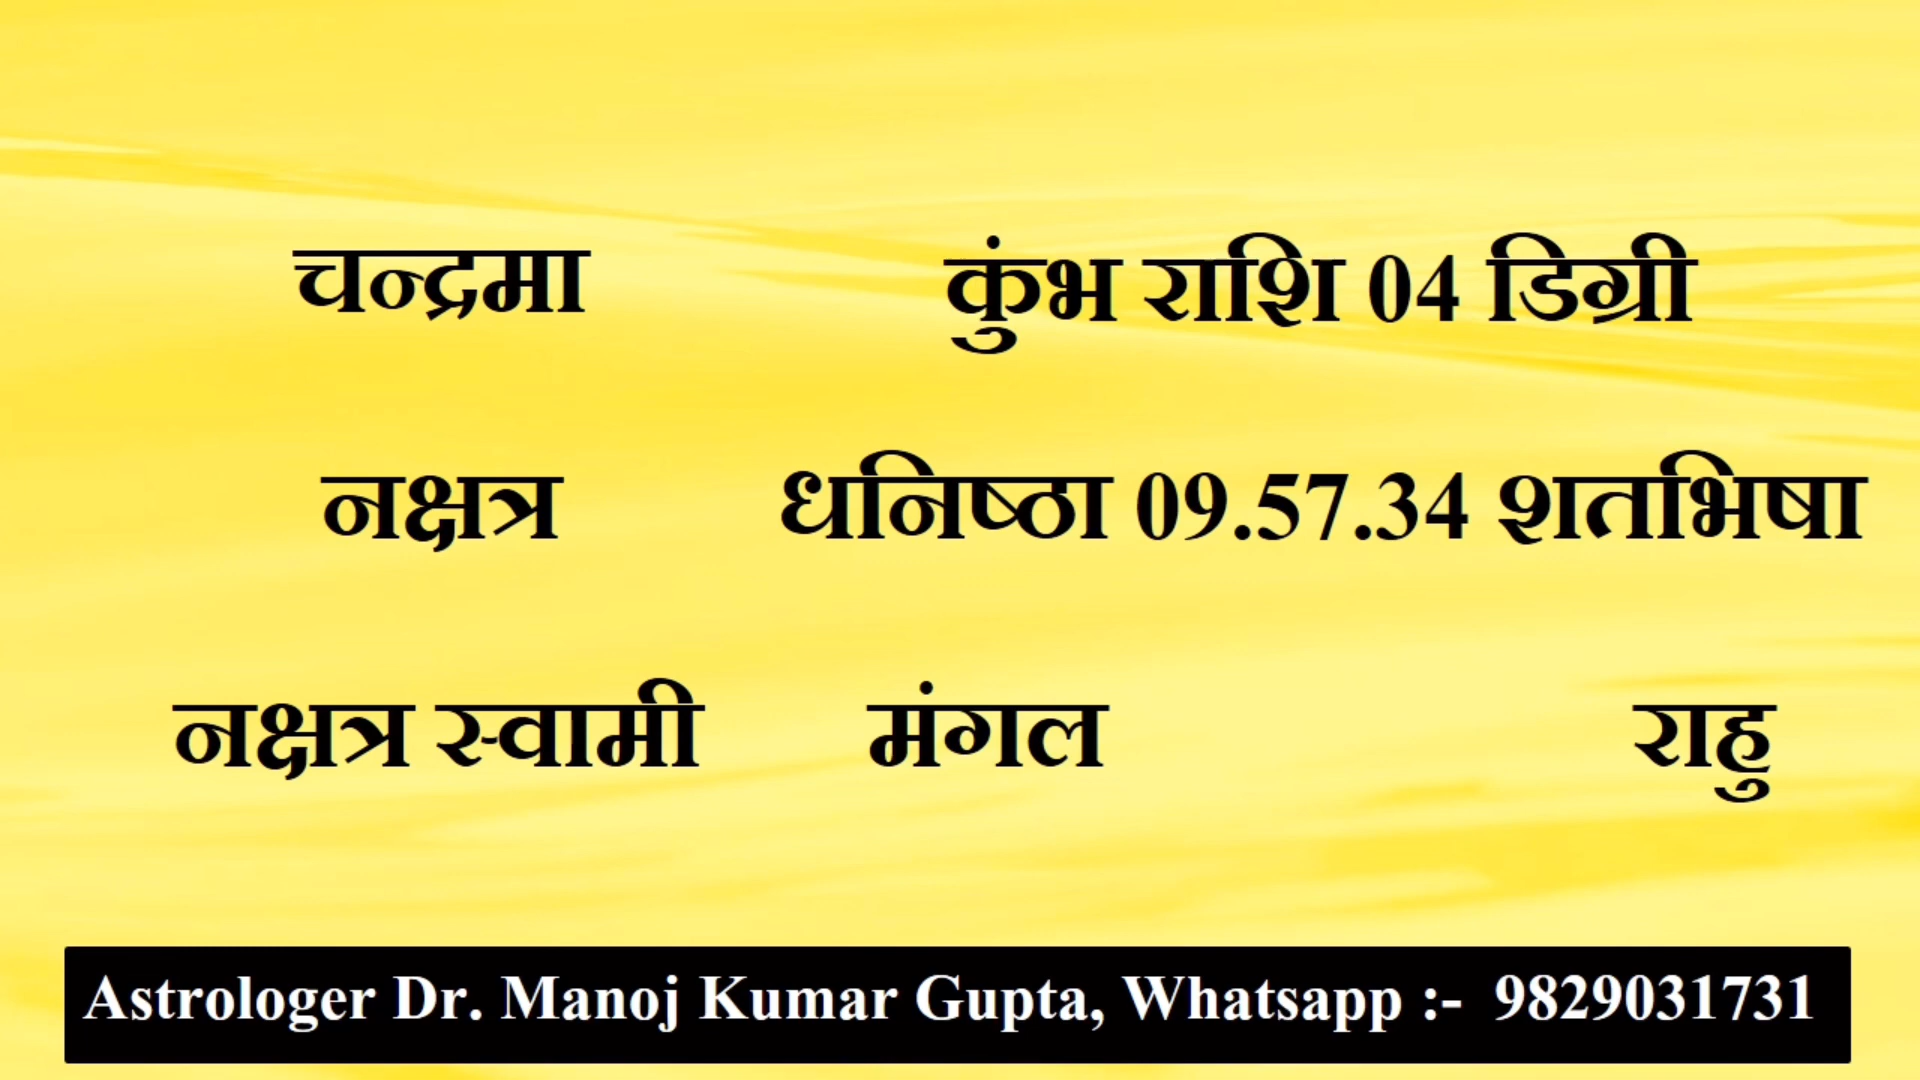 चन्द्रमा कुंभ राशि 04 डिग्री
नक्षत्र धनिष्ठा 09.57.34 शतभिषा
नक्षत्र स्वामी मंगल राहु
Astrologer Dr. Manoj Kumar Gupta, Whatsapp :- 9829031731